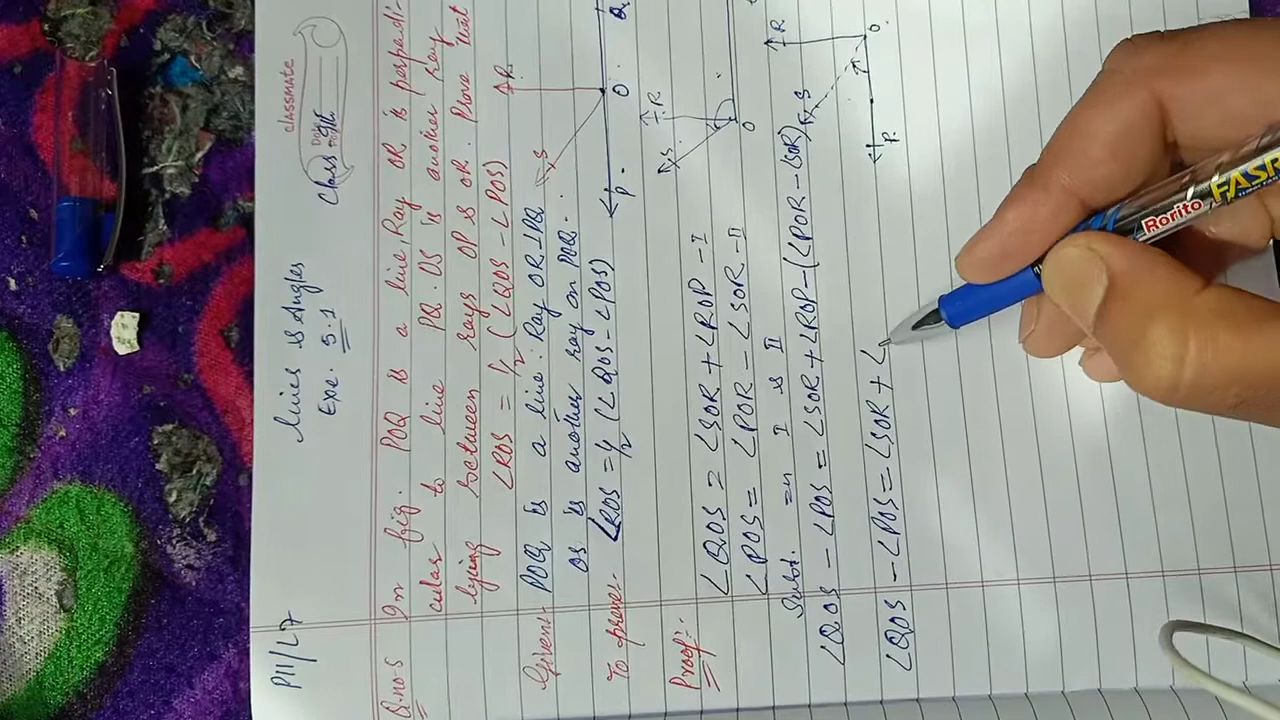 P11/L7
Lines & Angles
CLASSMATE
Exe. 5.1
Class 9th
Q.no.5 In fig. POQ is a line, Ray OR is perpendi-
cular to line PQ. OS is another ray
lying between rays OP & OR. Prove that
∠ROS = 1/2 (∠QOS - ∠POS)
Given:- POQ is a line. Ray OR⊥PQ
OS is another ray on POQ.
To prove:- ∠ROS = 1/2 (∠QOS - ∠POS)
R
S
P
O
Q
Proof:-
∠QOS = ∠SOR + ∠ROP - I
∠POS = ∠POR - ∠SOR - II
R
S
O
Subt. =n I & II
∠QOS - ∠POS = ∠SOR + ∠ROP - (∠POR - ∠SOR)
∠QOS - ∠POS = ∠SOR + ∠
R
S
P
O
Rorito FASR